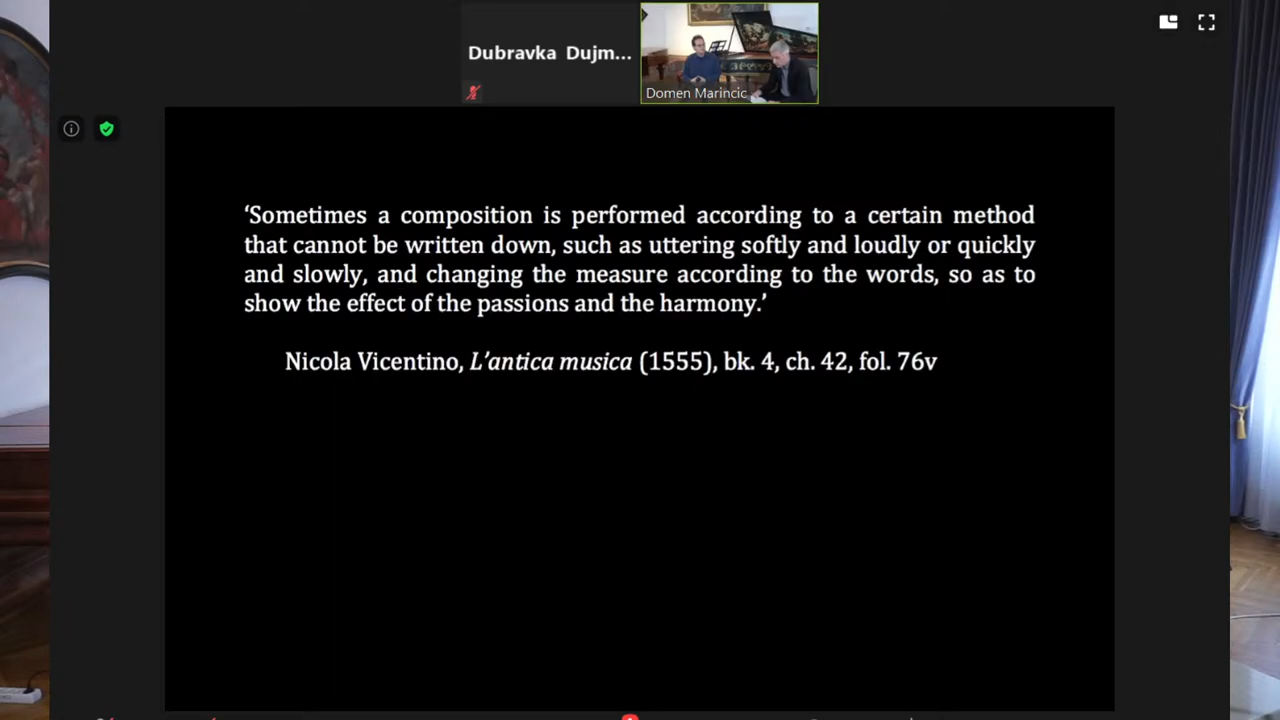 Dubravka Dujm...
Domen Marincic
‘Sometimes a composition is performed according to a certain method
that cannot be written down, such as uttering softly and loudly or quickly
and slowly, and changing the measure according to the words, so as to
show the effect of the passions and the harmony.’
Nicola Vicentino, L’antica musica (1555), bk. 4, ch. 42, fol. 76v